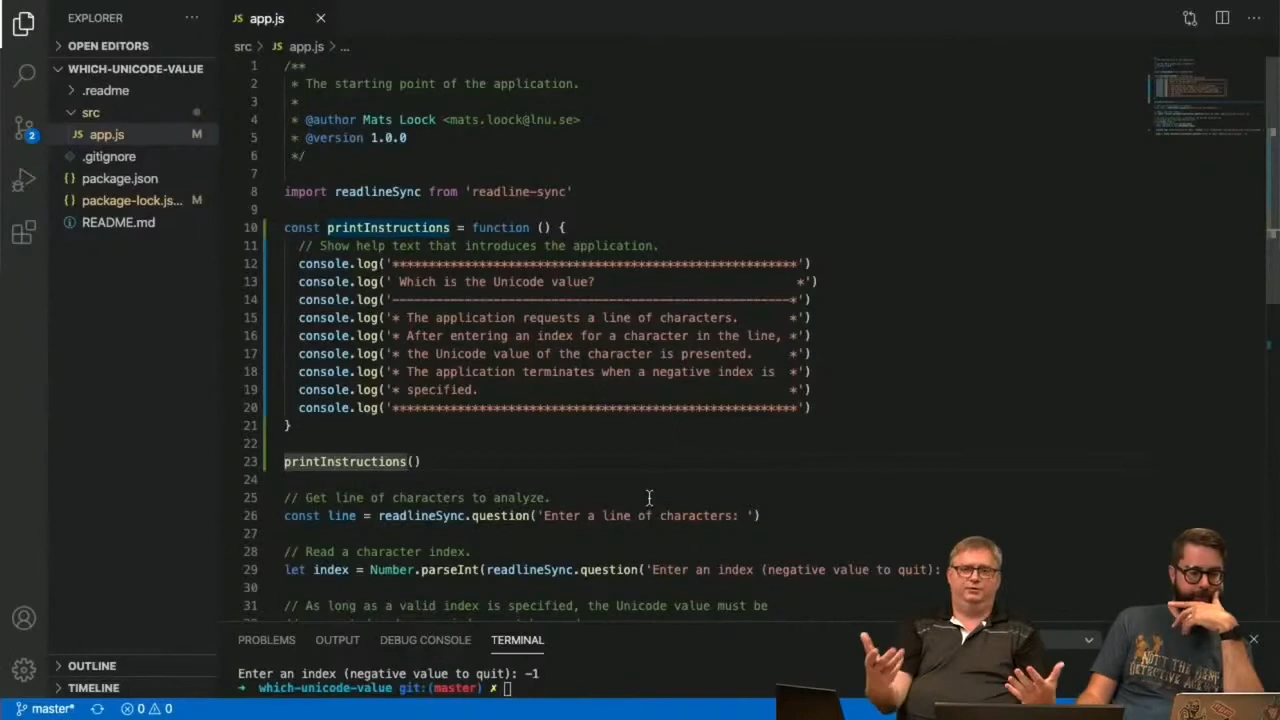 EXPLORER
JS app.js
OPEN EDITORS
src > JS app.js > ...
WHICH-UNICODE-VALUE
.readme
src
JS app.js M
.gitignore
{} package.json
{} package-lock.js... M
README.md
2
1 /**
2 * The starting point of the application.
3 *
4 * @author Mats Loock <mats.loock@lnu.se>
5 * @version 1.0.0
6 */
7
8 import readlineSync from 'readline-sync'
9
10 const printInstructions = function () {
11 // Show help text that introduces the application.
12 console.log('********************************************************')
13 console.log(' Which is the Unicode value? *')
14 console.log('-------------------------------------------------------*')
15 console.log('* The application requests a line of characters. *')
16 console.log('* After entering an index for a character in the line, *')
17 console.log('* the Unicode value of the character is presented. *')
18 console.log('* The application terminates when a negative index is *')
19 console.log('* specified. *')
20 console.log('********************************************************')
21 }
22
23 printInstructions()
24
25 // Get line of characters to analyze.
26 const line = readlineSync.question('Enter a line of characters: ')
27
28 // Read a character index.
29 let index = Number.parseInt(readlineSync.question('Enter an index (negative value to quit):
30
31 // As long as a valid index is specified, the Unicode value must be
PROBLEMS OUTPUT DEBUG CONSOLE TERMINAL
Enter an index (negative value to quit): -1
➜ which-unicode-value git:(master) ✗
OUTLINE
TIMELINE
master* 0 0
NOT THE
DETECTIVE